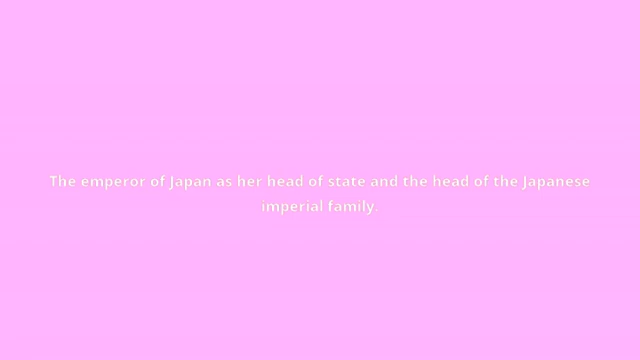 The emperor of Japan as her head of state and the head of the Japanese
imperial family.